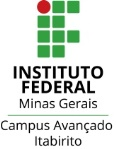 INSTITUTO
FEDERAL
Minas Gerais
Campus Avançado
Itabirito